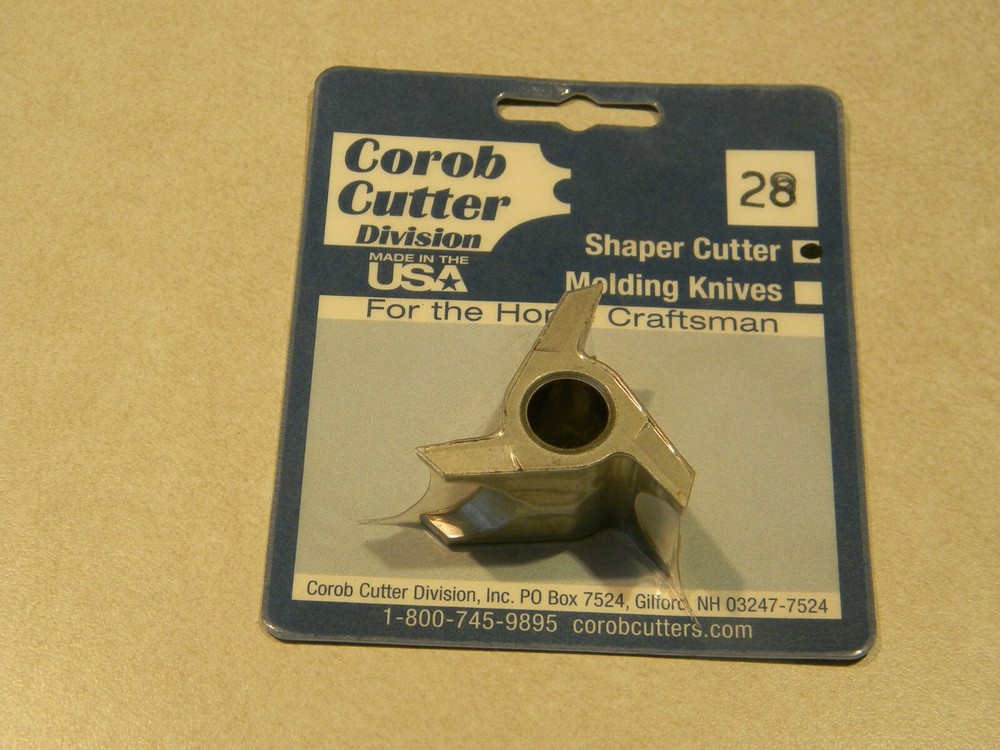 Corob
Cutter
Division
MADE IN THE
USA
28
Shaper Cutter
Molding Knives
For the Craftsman
Corob Cutter Division, Inc. PO Box 7524, Gilford, NH 03247-7524
1-800-745-9895 corobcutters.com